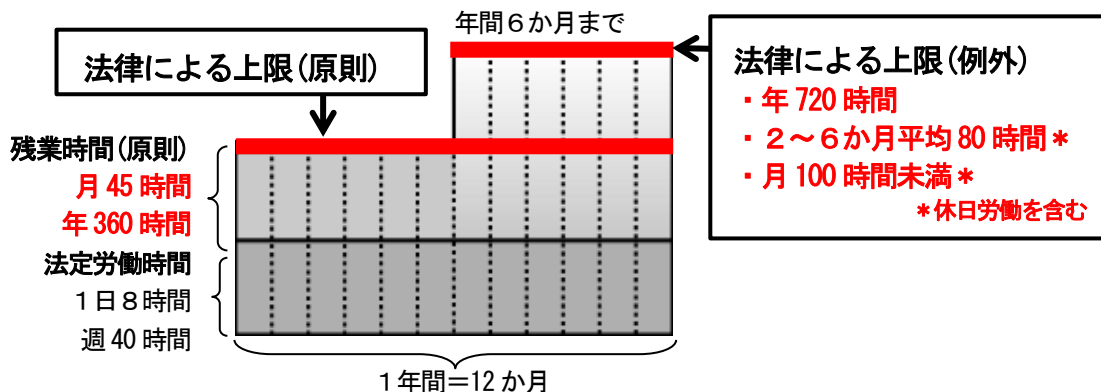 年間６か月まで
法律による上限(原則)
法律による上限(例外)
・年 720 時間
・２～６か月平均 80 時間＊
・月 100 時間未満＊
＊休日労働を含む
残業時間(原則)
月 45 時間
年 360 時間
法定労働時間
１日８時間
週 40 時間
１年間＝12 か月